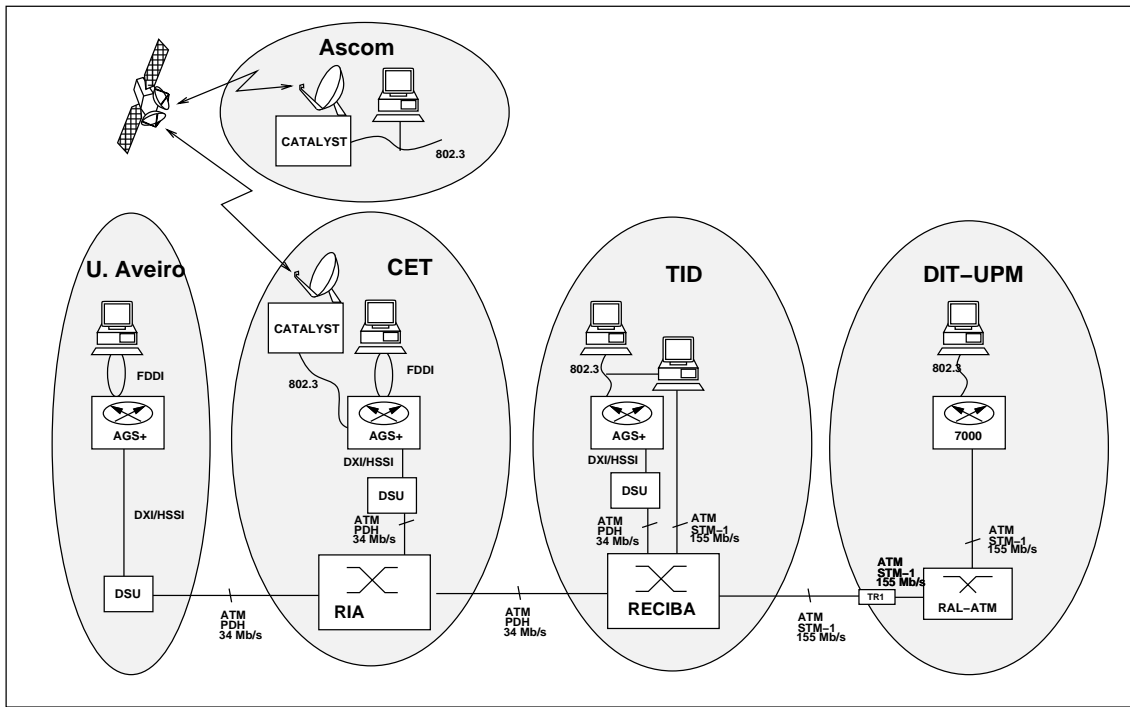 Ascom
CATALYST
802.3
U. Aveiro
FDDI
AGS+
DXI/HSSI
DSU
ATM
PDH
34 Mb/s
CET
CATALYST
802.3
FDDI
AGS+
DXI/HSSI
DSU
ATM
PDH
34 Mb/s
RIA
ATM
PDH
34 Mb/s
TID
802.3
AGS+
DXI/HSSI
DSU
ATM
PDH
34 Mb/s
ATM
STM−1
155 Mb/s
RECIBA
ATM
STM−1
155 Mb/s
DIT−UPM
802.3
7000
ATM
STM−1
155 Mb/s
ATM
STM−1
155 Mb/s
TR1
RAL−ATM